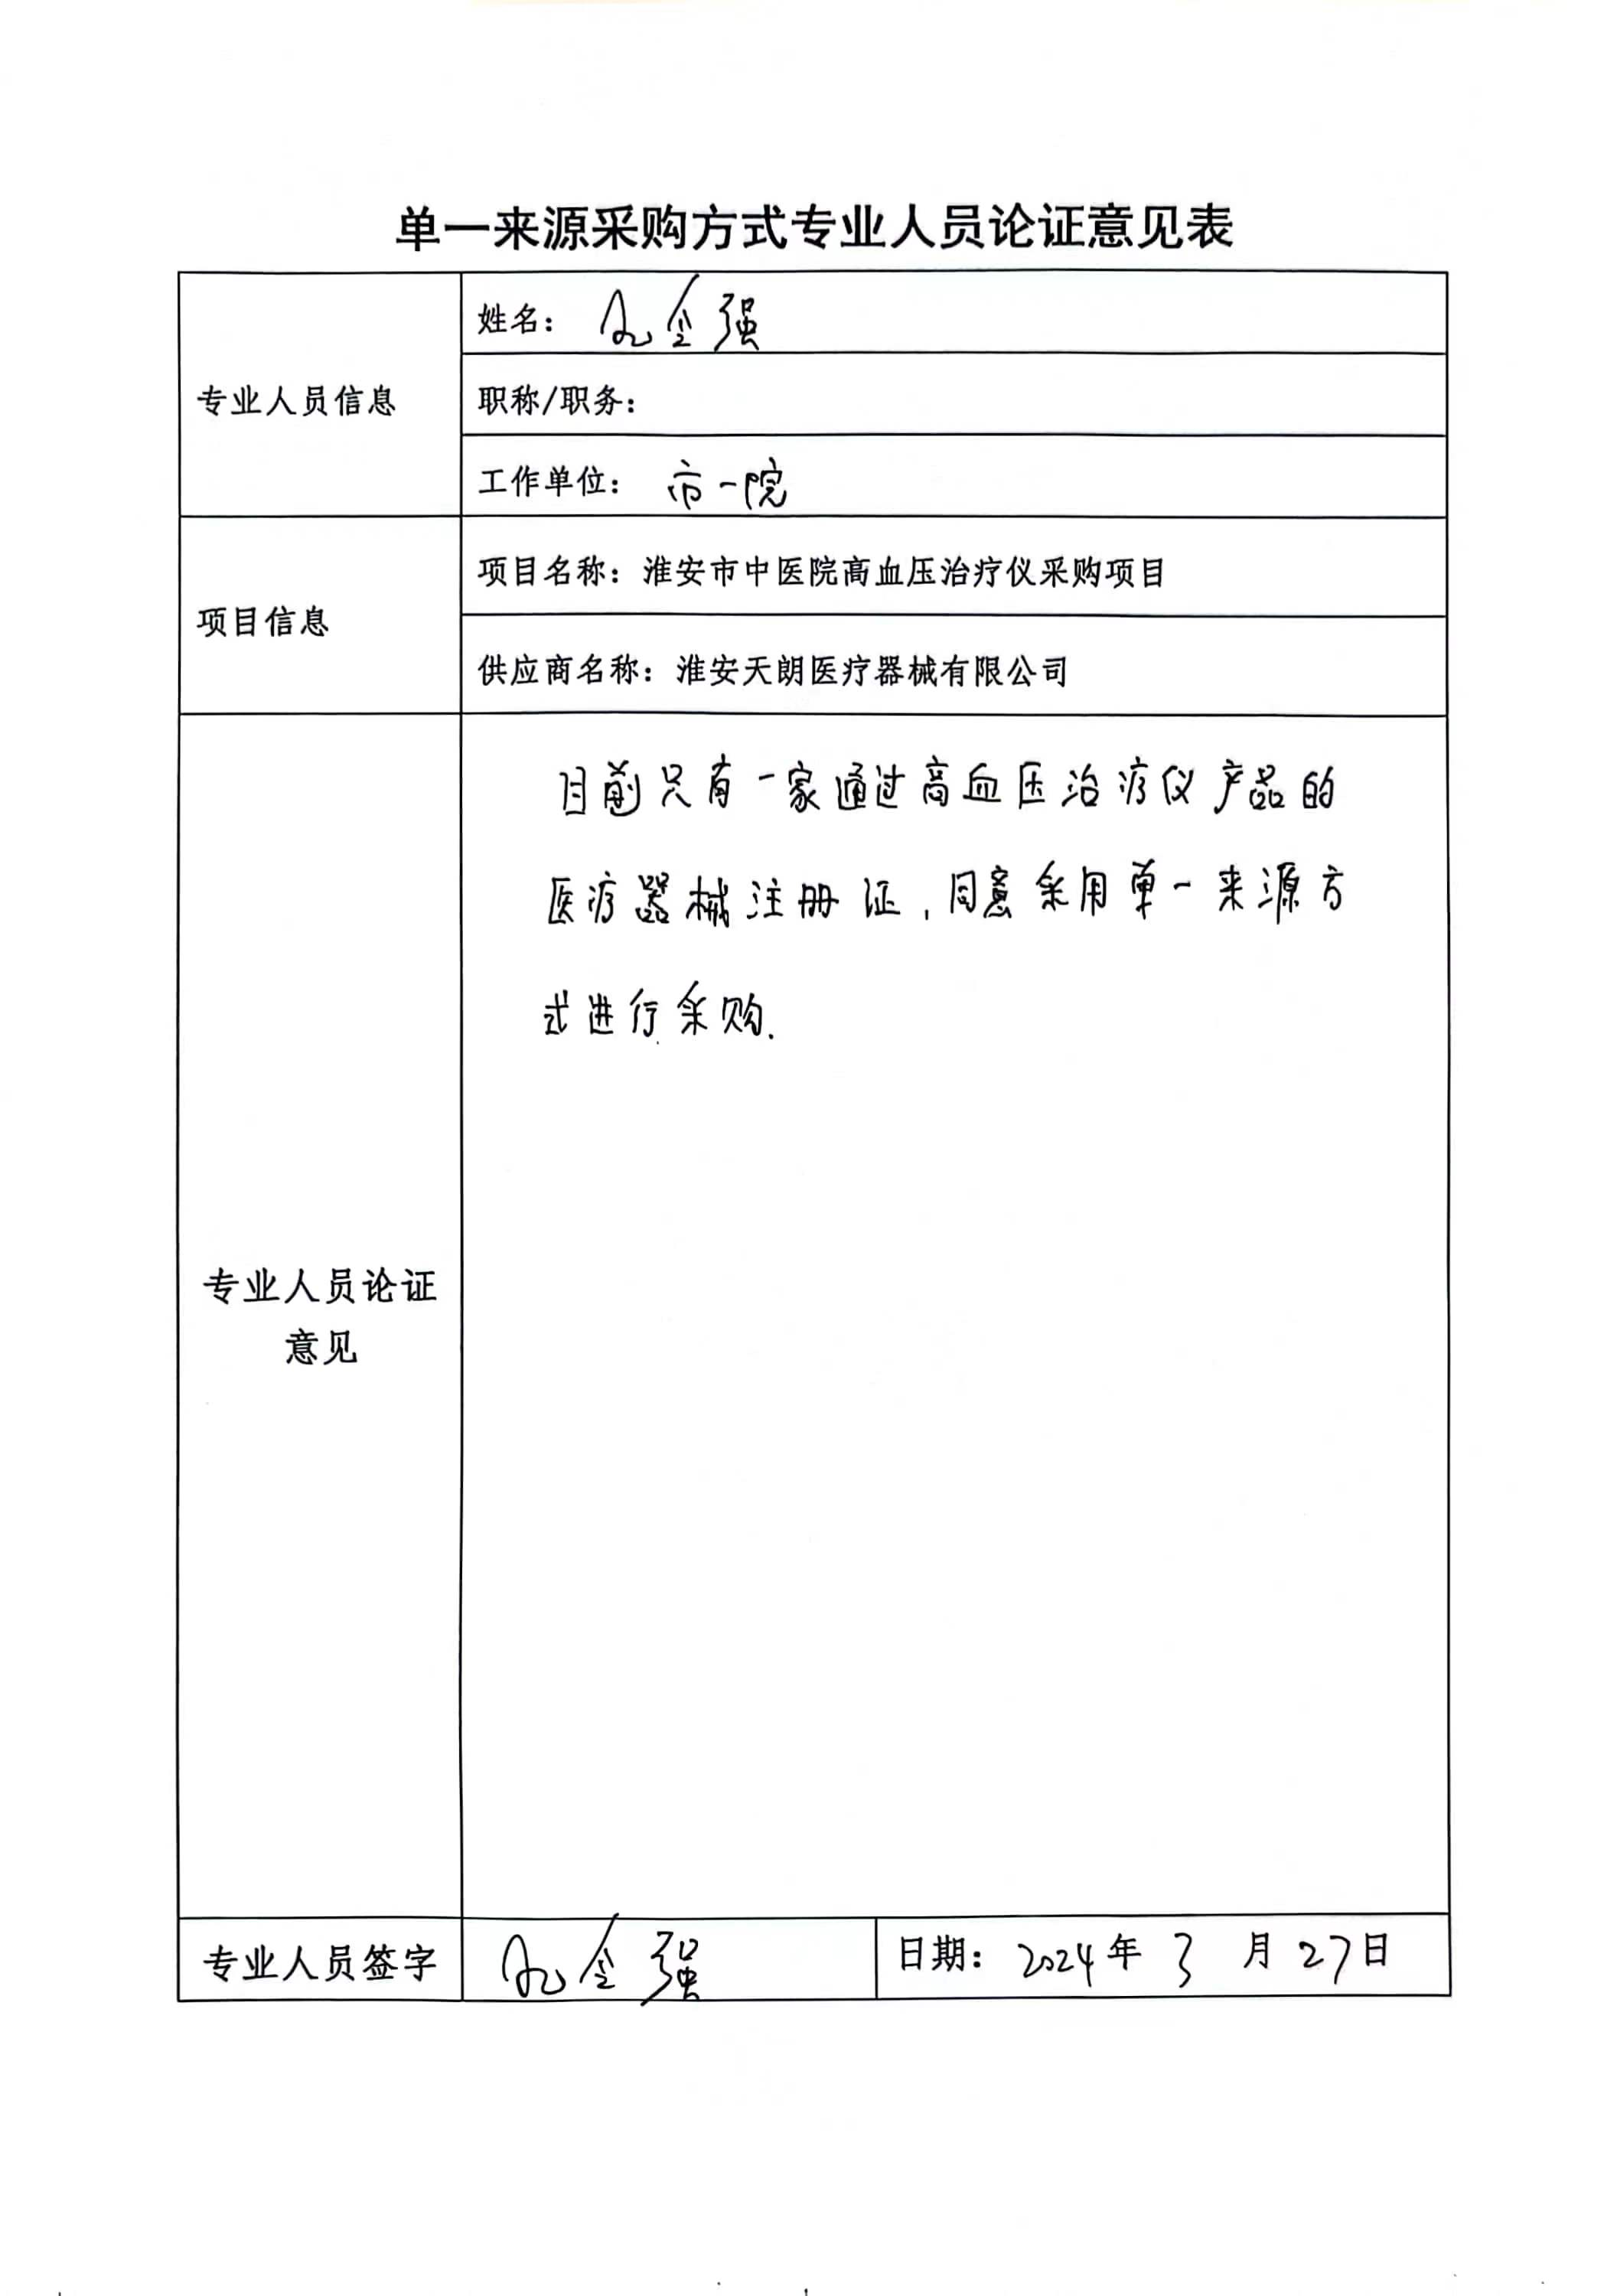 单一来源采购方式专业人员论证意见表
专业人员信息
姓名：金强
职称/职务：
工作单位：市一院
项目信息
项目名称：淮安市中医院高血压治疗仪采购项目
供应商名称：淮安天朗医疗器械有限公司
专业人员论证
意见
目前只有一家通过高血压治疗仪产品的
医疗器械注册证，同意采用单一来源方
式进行采购.
专业人员签字
金强
日期：2024年3月27日